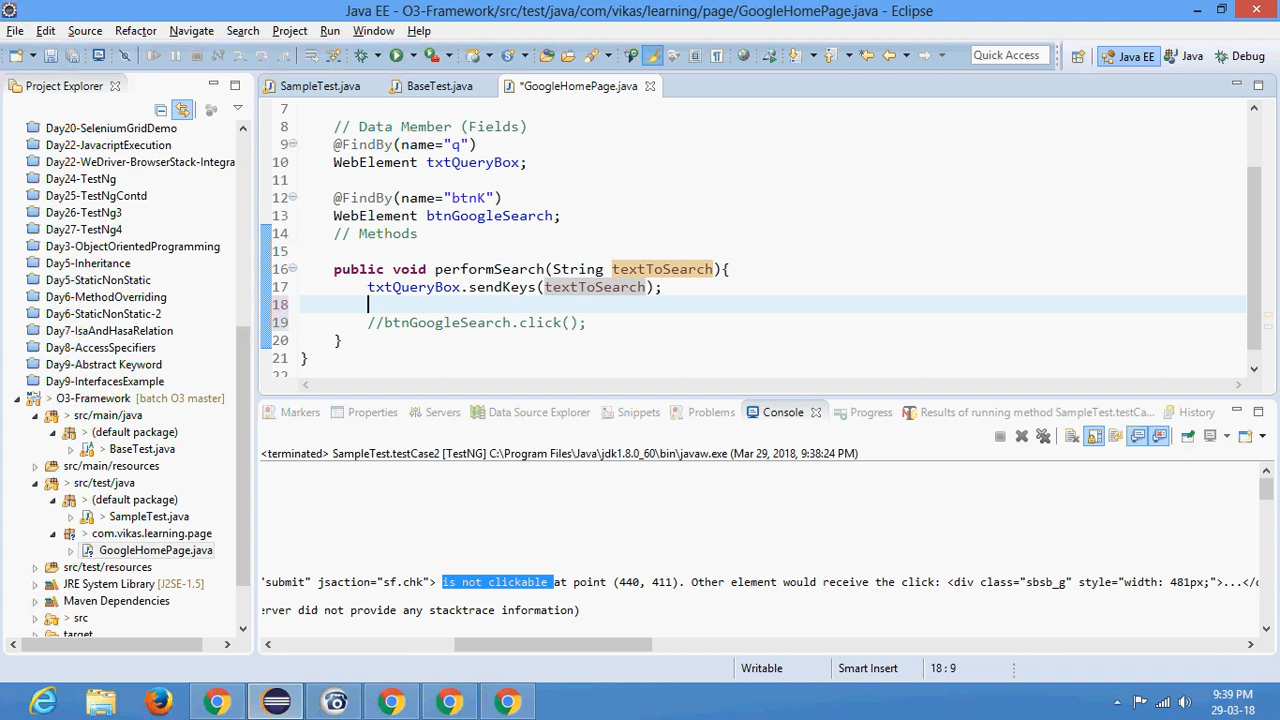 Java EE - O3-Framework/src/test/java/com/vikas/learning/page/GoogleHomePage.java - Eclipse
File Edit Source Refactor Navigate Search Project Run Window Help
Quick Access Java EE Java Debug
Project Explorer
Day20-SeleniumGridDemo
Day22-JavacriptExecution
Day22-WeDriver-BrowserStack-Integra
Day24-TestNg
Day25-TestNgContd
Day26-TestNg3
Day27-TestNg4
Day3-ObjectOrientedProgramming
Day5-Inheritance
Day5-StaticNonStatic
Day6-MethodOverriding
Day6-StaticNonStatic-2
Day7-IsaAndHasaRelation
Day8-AccessSpecifiers
Day9-Abstract Keyword
Day9-InterfacesExample
> O3-Framework [batch O3 master]
> src/main/java
> (default package)
> BaseTest.java
src/main/resources
> src/test/java
> (default package)
> SampleTest.java
> com.vikas.learning.page
> GoogleHomePage.java
src/test/resources
JRE System Library [J2SE-1.5]
Maven Dependencies
> src
target
SampleTest.java BaseTest.java *GoogleHomePage.java
7
8 // Data Member (Fields)
9 @FindBy(name="q")
10 WebElement txtQueryBox;
11
12 @FindBy(name="btnK")
13 WebElement btnGoogleSearch;
14 // Methods
15
16 public void performSearch(String textToSearch){
17 txtQueryBox.sendKeys(textToSearch);
18
19 //btnGoogleSearch.click();
20 }
21 }
22
Markers Properties Servers Data Source Explorer Snippets Problems Console Progress Results of running method SampleTest.testCa... History
<terminated> SampleTest.testCase2 [TestNG] C:\Program Files\Java\jdk1.8.0_60\bin\javaw.exe (Mar 29, 2018, 9:38:24 PM)
"submit" jsaction="sf.chk"> is not clickable at point (440, 411). Other element would receive the click: <div class="sbsb_g" style="width: 481px;">...</
erver did not provide any stacktrace information)
Writable Smart Insert 18 : 9
9:39 PM
29-03-18